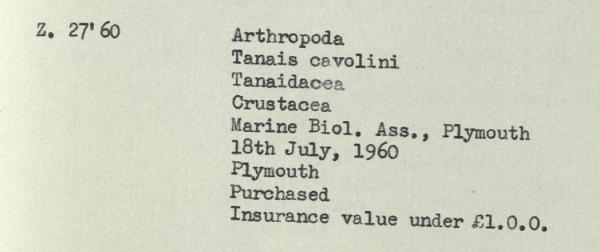 Z. 27'60 Arthropoda
Tanais cavolini
Tanaidacea
Crustacea
Marine Biol. Ass., Plymouth
18th July, 1960
Plymouth
Purchased
Insurance value under £1.0.0.